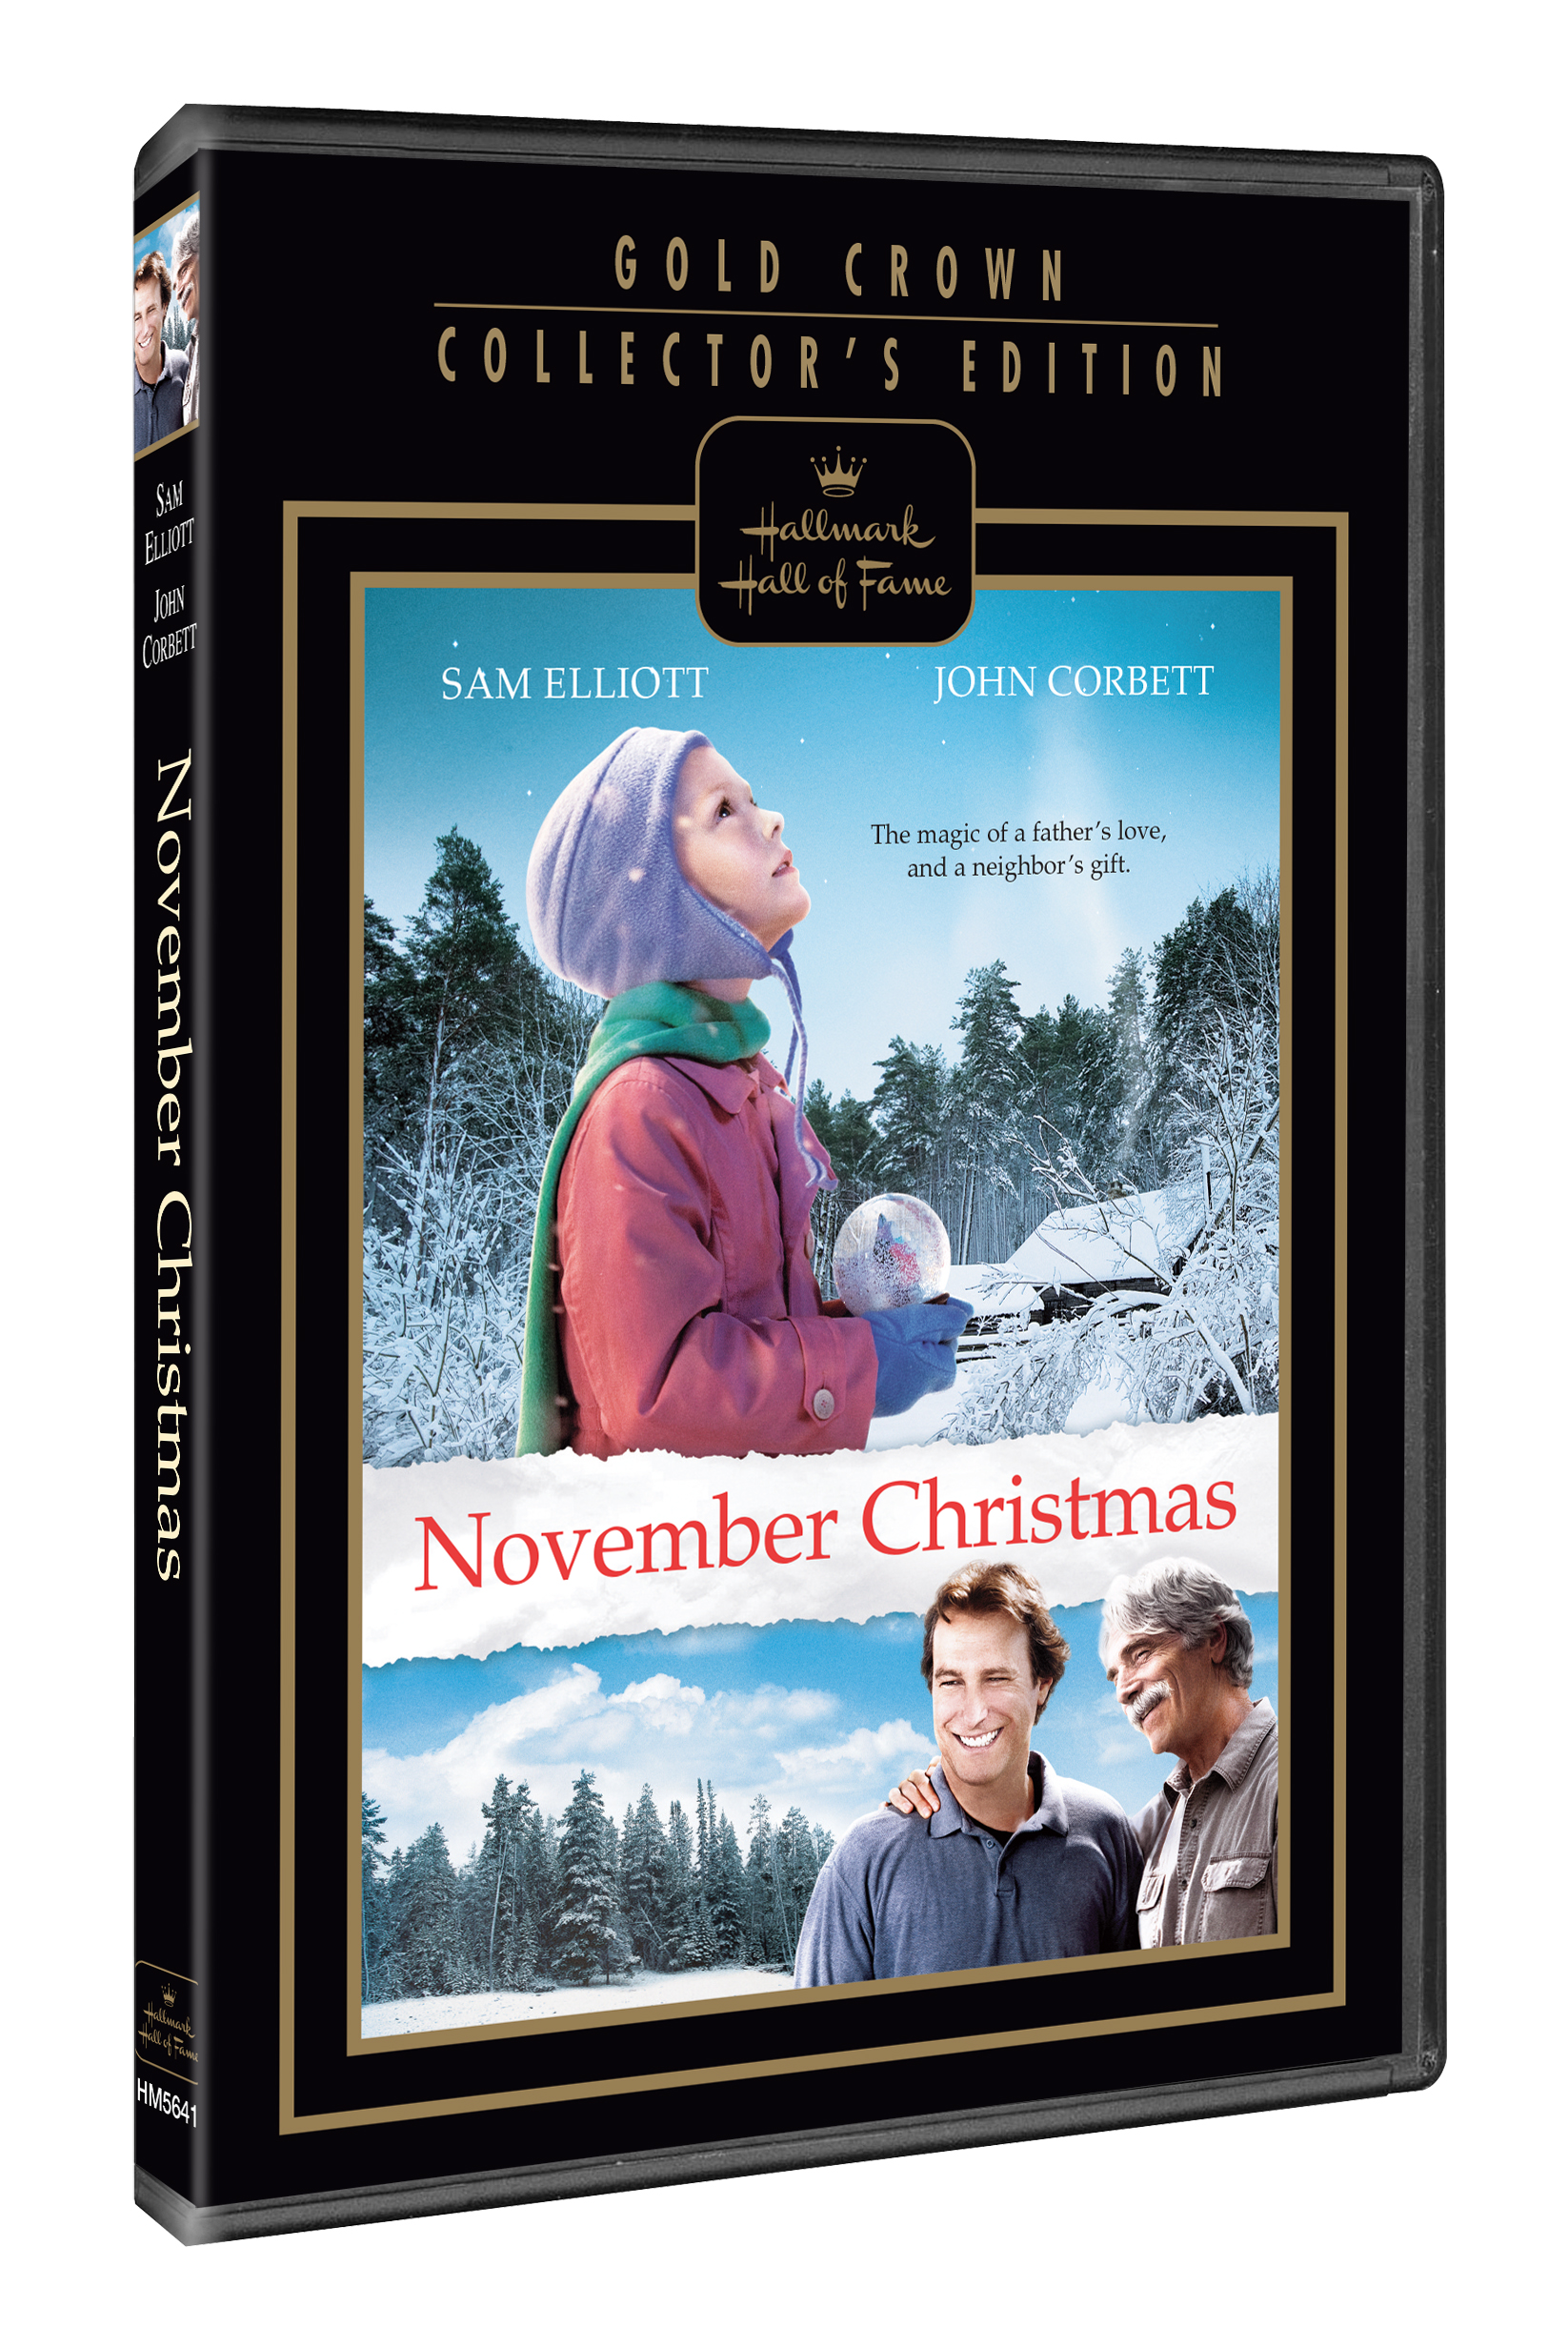 GOLD CROWN
COLLECTOR'S EDITION
Hallmark
Hall of Fame
SAM ELLIOTT JOHN CORBETT
The magic of a father's love,
and a neighbor's gift.
November Christmas
SAM
ELLIOTT
JOHN
CORBETT
November Christmas
Hallmark
Hall of Fame
HM5641